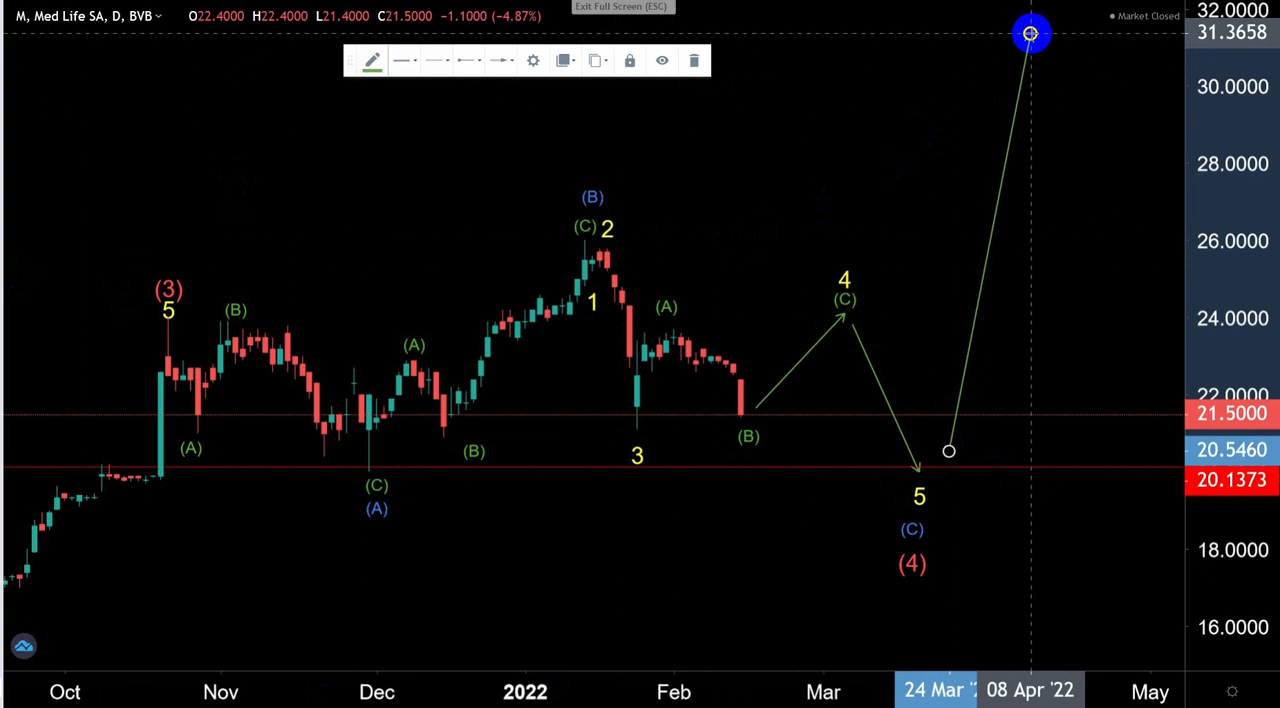 M, Med Life SA, D, BVB O22.4000 H22.4000 L21.4000 C21.5000 −1.1000 (−4.87%)
Exit Full Screen (ESC)
Market Closed
32.0000
31.3658
30.0000
28.0000
26.0000
24.0000
22.0000
21.5000
20.5460
20.1373
18.0000
16.0000
(B)
(C) 2
(3)
5
(B)
1
(A)
4
(C)
(A)
(A)
(B)
3
(B)
(C)
(A)
5
(C)
(4)
Oct Nov Dec 2022 Feb Mar 24 Mar 08 Apr '22 May